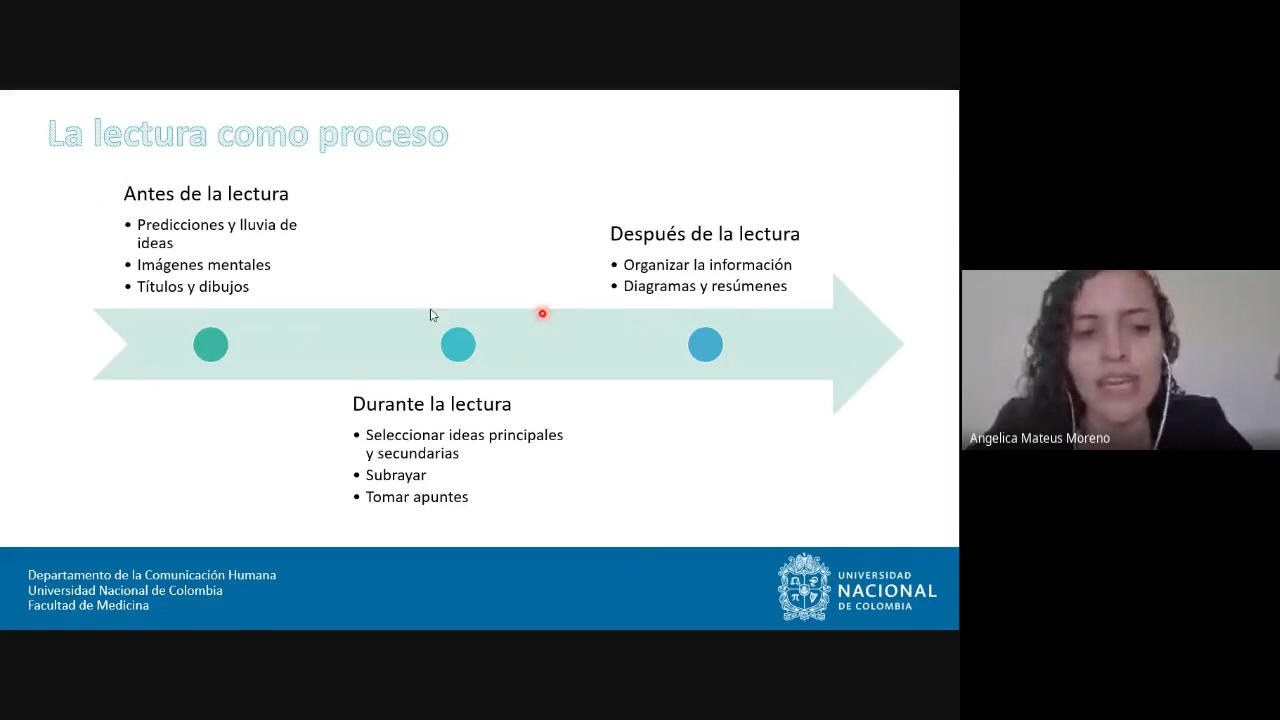 La lectura como proceso
Antes de la lectura
• Predicciones y lluvia de
ideas
• Imágenes mentales
• Títulos y dibujos
Después de la lectura
• Organizar la información
• Diagramas y resúmenes
Durante la lectura
• Seleccionar ideas principales
y secundarias
• Subrayar
• Tomar apuntes
Angelica Mateus Moreno
Departamento de la Comunicación Humana
Universidad Nacional de Colombia
Facultad de Medicina
UNIVERSIDAD
NACIONAL
DE COLOMBIA